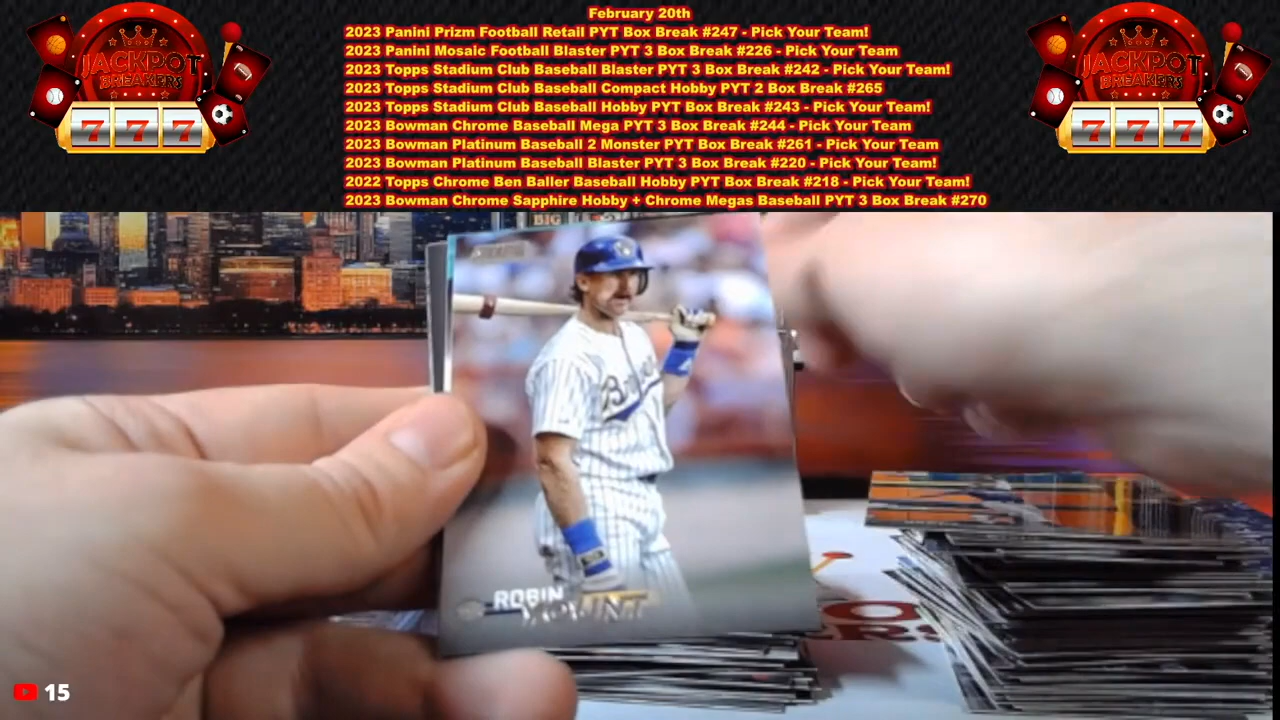 February 20th
2023 Panini Prizm Football Retail PYT Box Break #247 - Pick Your Team!
2023 Panini Mosaic Football Blaster PYT 3 Box Break #226 - Pick Your Team
2023 Topps Stadium Club Baseball Blaster PYT 3 Box Break #242 - Pick Your Team!
2023 Topps Stadium Club Baseball Compact Hobby PYT 2 Box Break #265
2023 Topps Stadium Club Baseball Hobby PYT Box Break #243 - Pick Your Team!
2023 Bowman Chrome Baseball Mega PYT 3 Box Break #244 - Pick Your Team
2023 Bowman Platinum Baseball 2 Monster PYT Box Break #261 - Pick Your Team
2023 Bowman Platinum Baseball Blaster PYT 3 Box Break #220 - Pick Your Team!
2022 Topps Chrome Ben Baller Baseball Hobby PYT Box Break #218 - Pick Your Team!
2023 Bowman Chrome Sapphire Hobby + Chrome Megas Baseball PYT 3 Box Break #270
JACKPOT
BREAKERS
7 7 7
JACKPOT
BREAKERS
7 7 7
BIG
ROBIN
YOUNT
15